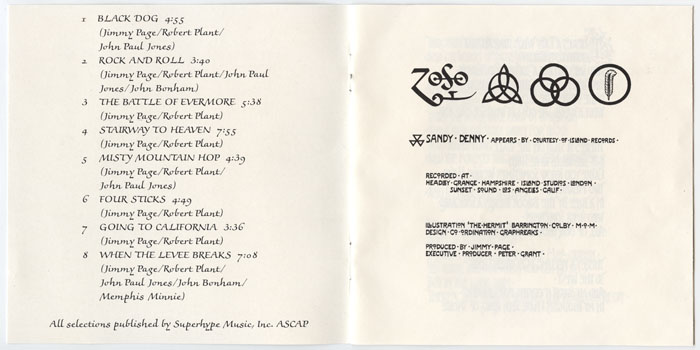 1 BLACK DOG 4:55
(Jimmy Page/Robert Plant/
John Paul Jones)
2 ROCK AND ROLL 3:40
(Jimmy Page/Robert Plant/John Paul
Jones/John Bonham)
3 THE BATTLE OF EVERMORE 5:38
(Jimmy Page/Robert Plant)
4 STAIRWAY TO HEAVEN 7:55
(Jimmy Page/Robert Plant)
5 MISTY MOUNTAIN HOP 4:39
(Jimmy Page/Robert Plant/
John Paul Jones)
6 FOUR STICKS 4:49
(Jimmy Page/Robert Plant)
7 GOING TO CALIFORNIA 3:36
(Jimmy Page/Robert Plant)
8 WHEN THE LEVEE BREAKS 7:08
(Jimmy Page/Robert Plant/
John Paul Jones/John Bonham/
Memphis Minnie)
All selections published by Superhype Music, Inc. ASCAP
ZOSO
SANDY · DENNY · APPEARS · BY · COURTESY · OF · ISLAND · RECORDS ·
RECORDED · AT ·
HEADLY · GRANGE · HAMPSHIRE · ISLAND · STUDIOS · LONDON ·
SUNSET · SOUND · LOS · ANGELES · CALIF ·
ILLUSTRATION 'THE · HERMIT' BARRINGTON · COLBY · M·O·M·
DESIGN · CO-ORDINATION · GRAPHREAKS ·
PRODUCED · BY · JIMMY · PAGE ·
EXECUTIVE · PRODUCER · PETER · GRANT ·